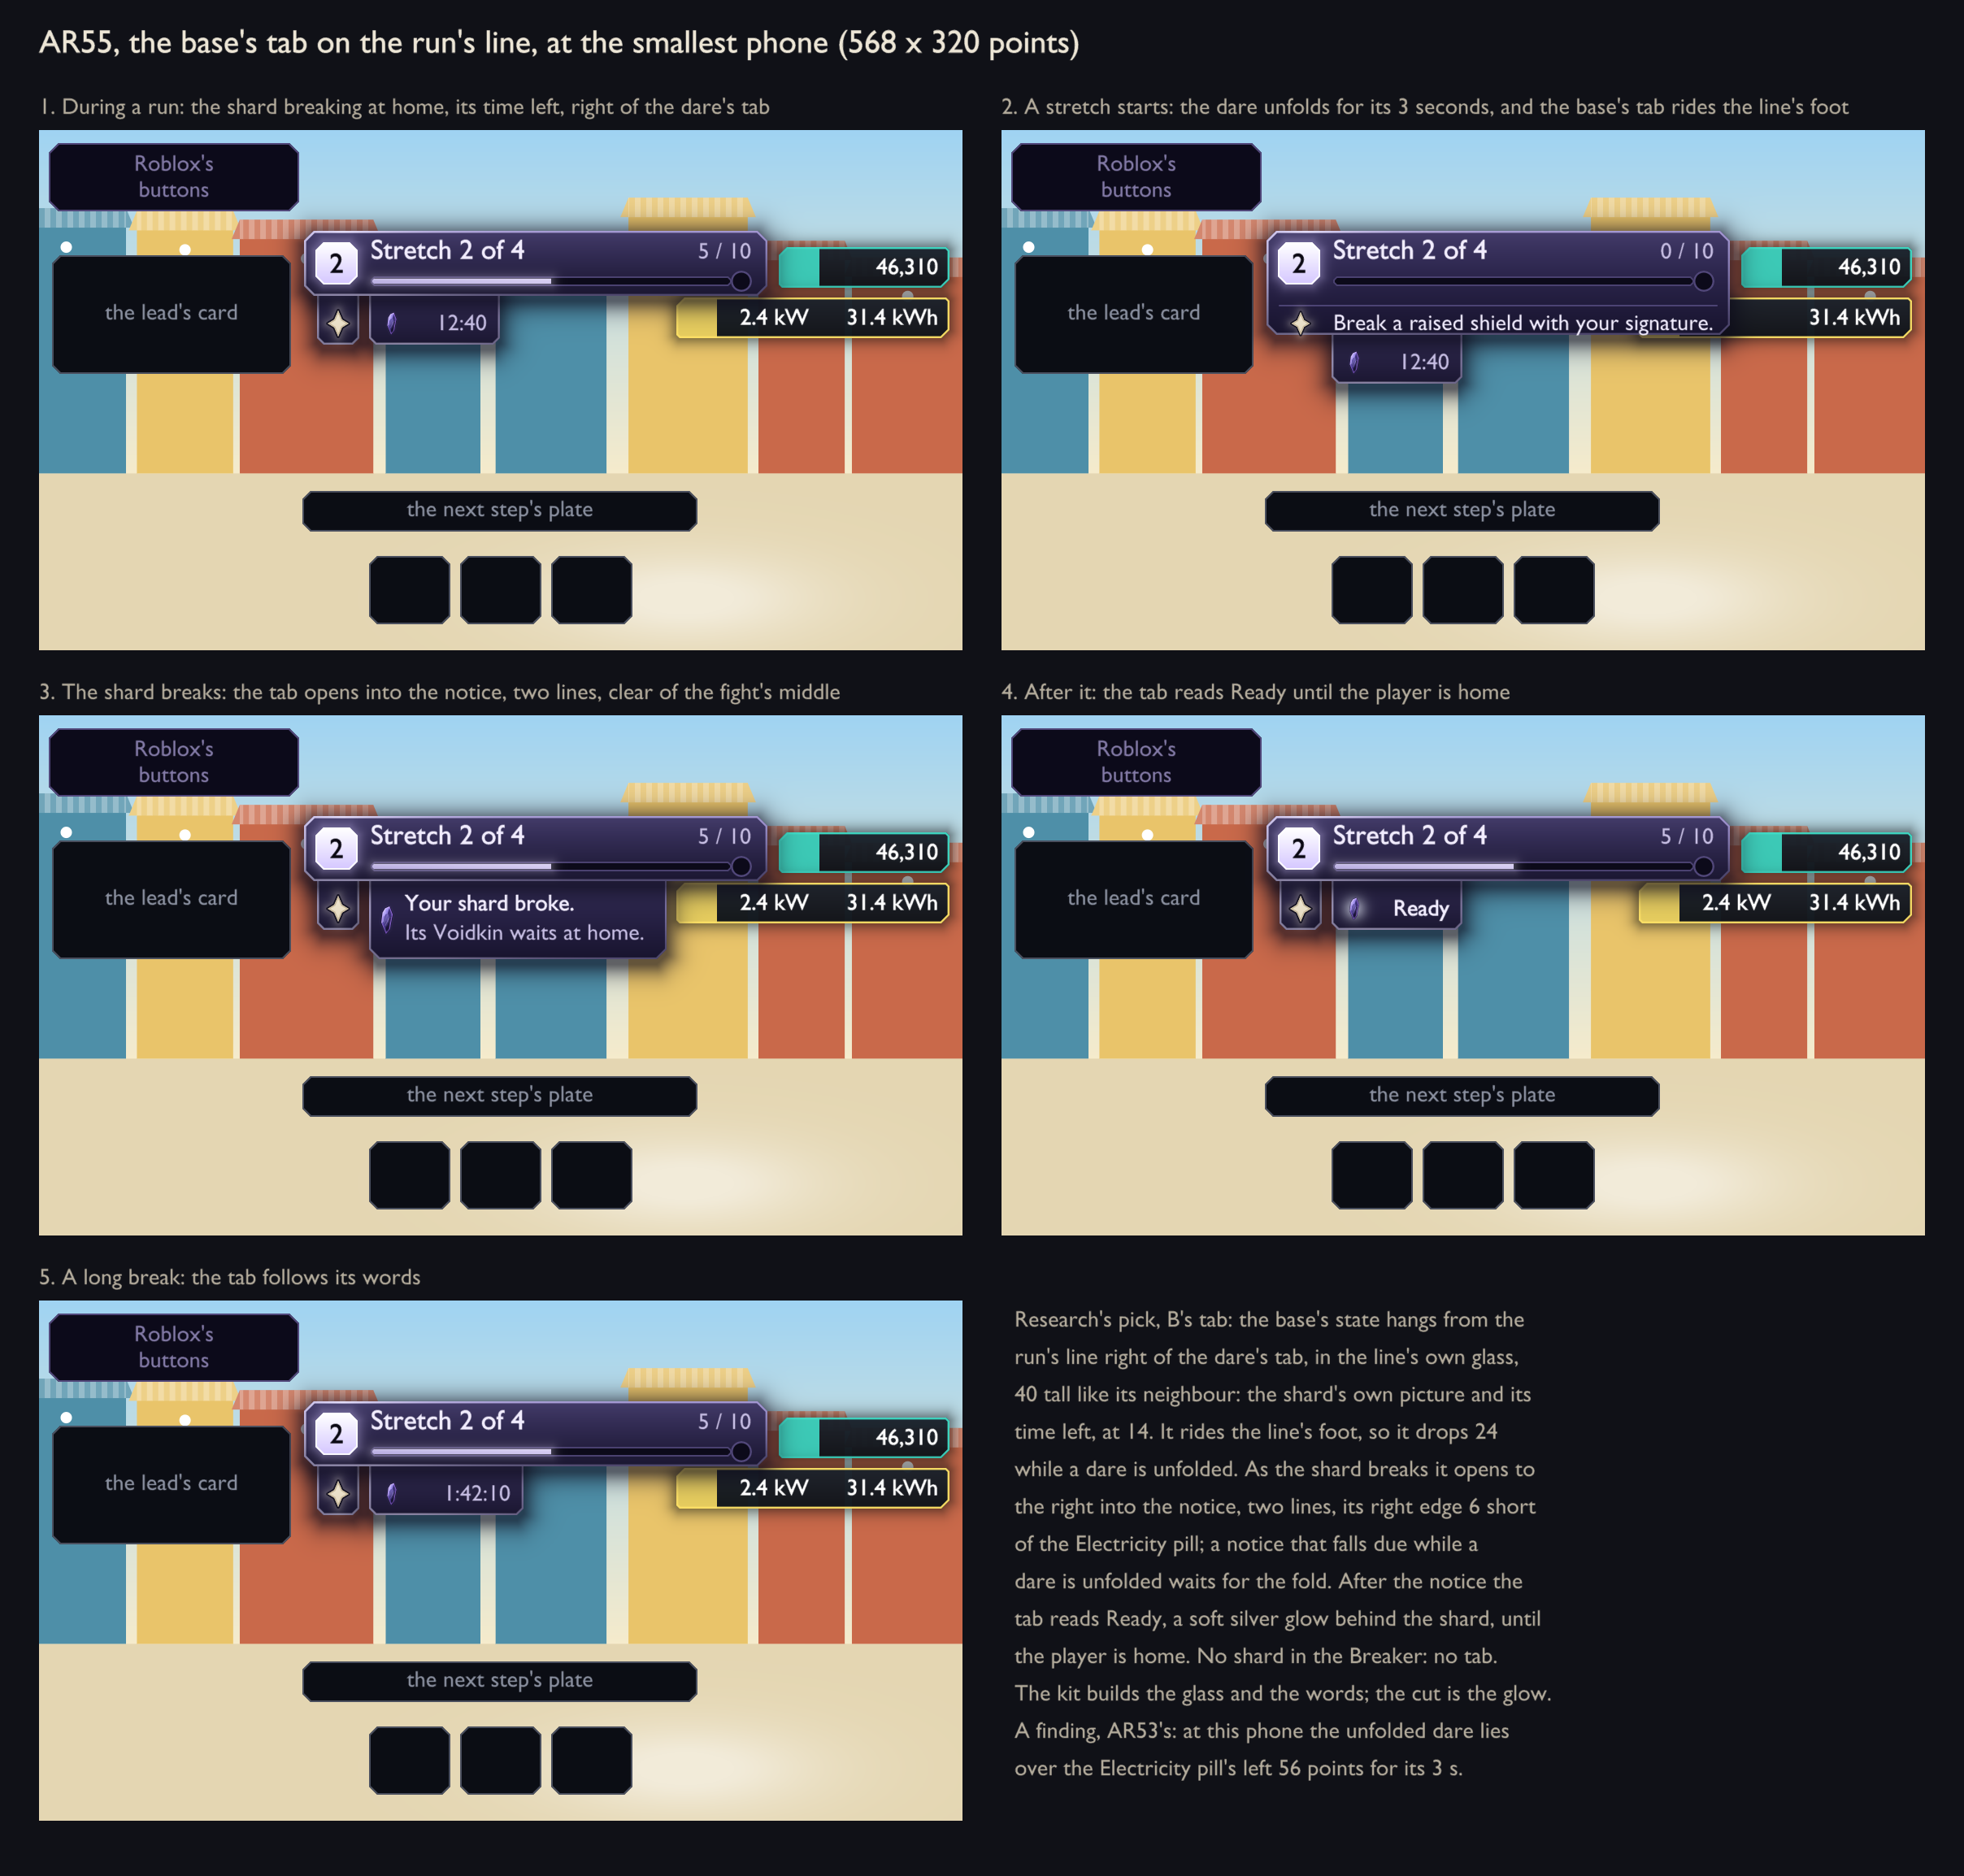 AR55, the base's tab on the run's line, at the smallest phone (568 x 320 points)
1. During a run: the shard breaking at home, its time left, right of the dare's tab
Roblox's
buttons
the lead's card
2
Stretch 2 of 4
5 / 10
46,310
12:40
2.4 kW
31.4 kWh
the next step's plate
2. A stretch starts: the dare unfolds for its 3 seconds, and the base's tab rides the line's foot
Roblox's
buttons
the lead's card
2
Stretch 2 of 4
0 / 10
46,310
Break a raised shield with your signature.
31.4 kWh
12:40
the next step's plate
3. The shard breaks: the tab opens into the notice, two lines, clear of the fight's middle
Roblox's
buttons
the lead's card
2
Stretch 2 of 4
5 / 10
46,310
Your shard broke.
Its Voidkin waits at home.
2.4 kW
31.4 kWh
the next step's plate
4. After it: the tab reads Ready until the player is home
Roblox's
buttons
the lead's card
2
Stretch 2 of 4
5 / 10
46,310
Ready
2.4 kW
31.4 kWh
the next step's plate
5. A long break: the tab follows its words
Roblox's
buttons
the lead's card
2
Stretch 2 of 4
5 / 10
46,310
1:42:10
2.4 kW
31.4 kWh
the next step's plate
Research's pick, B's tab: the base's state hangs from the
run's line right of the dare's tab, in the line's own glass,
40 tall like its neighbour: the shard's own picture and its
time left, at 14. It rides the line's foot, so it drops 24
while a dare is unfolded. As the shard breaks it opens to
the right into the notice, two lines, its right edge 6 short
of the Electricity pill; a notice that falls due while a
dare is unfolded waits for the fold. After the notice the
tab reads Ready, a soft silver glow behind the shard, until
the player is home. No shard in the Breaker: no tab.
The kit builds the glass and the words; the cut is the glow.
A finding, AR53's: at this phone the unfolded dare lies
over the Electricity pill's left 56 points for its 3 s.